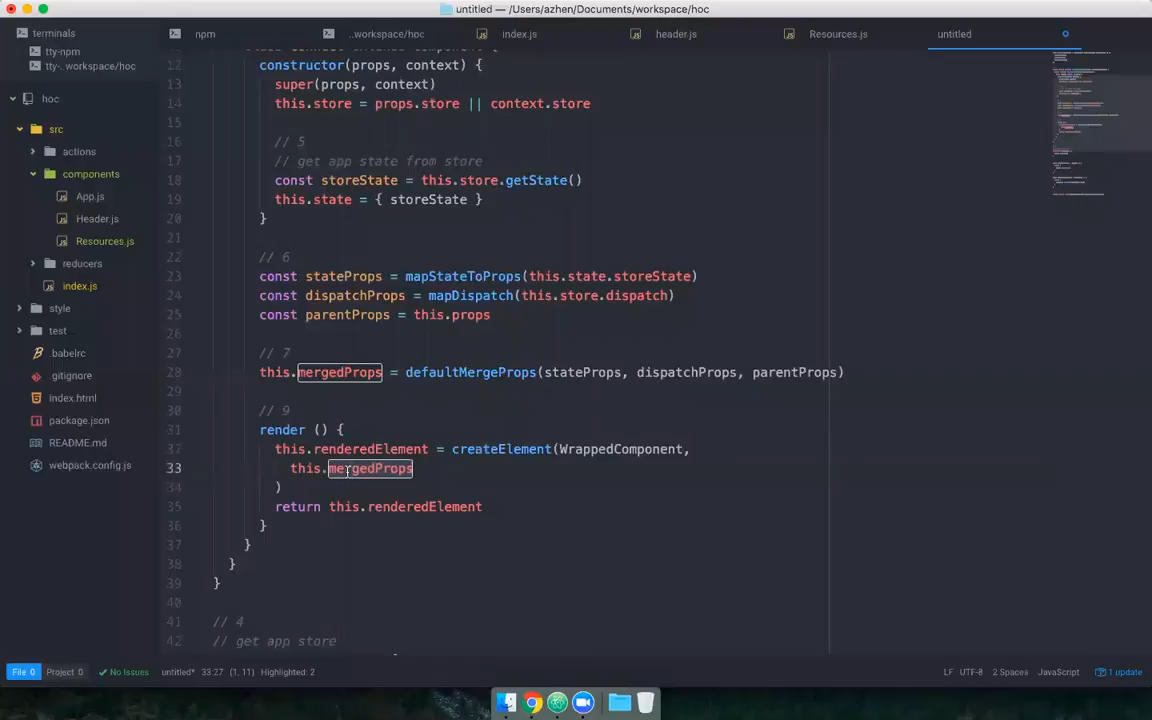 untitled — /Users/azhen/Documents/workspace/hoc
terminals
tty-npm
tty-. workspace/hoc
hoc
src
actions
components
App.js
Header.js
Resources.js
reducers
index.js
style
test
.babelrc
.gitignore
index.html
package.json
README.md
webpack.config.js
npm
..workspace/hoc
index.js
header.js
Resources.js
untitled
12 constructor(props, context) {
13 super(props, context)
14 this.store = props.store || context.store
15
16 // 5
17 // get app state from store
18 const storeState = this.store.getState()
19 this.state = { storeState }
20 }
21
22 // 6
23 const stateProps = mapStateToProps(this.state.storeState)
24 const dispatchProps = mapDispatch(this.store.dispatch)
25 const parentProps = this.props
26
27 // 7
28 this.mergedProps = defaultMergeProps(stateProps, dispatchProps, parentProps)
29
30 // 9
31 render () {
32 this.renderedElement = createElement(WrappedComponent,
33 this.mergedProps
34 )
35 return this.renderedElement
36 }
37 }
38 }
39 }
40
41 // 4
42 // get app store
File 0 Project 0 No Issues untitled* 33:27 (1, 11) Highlighted: 2 LF UTF-8 2 Spaces JavaScript 1 update